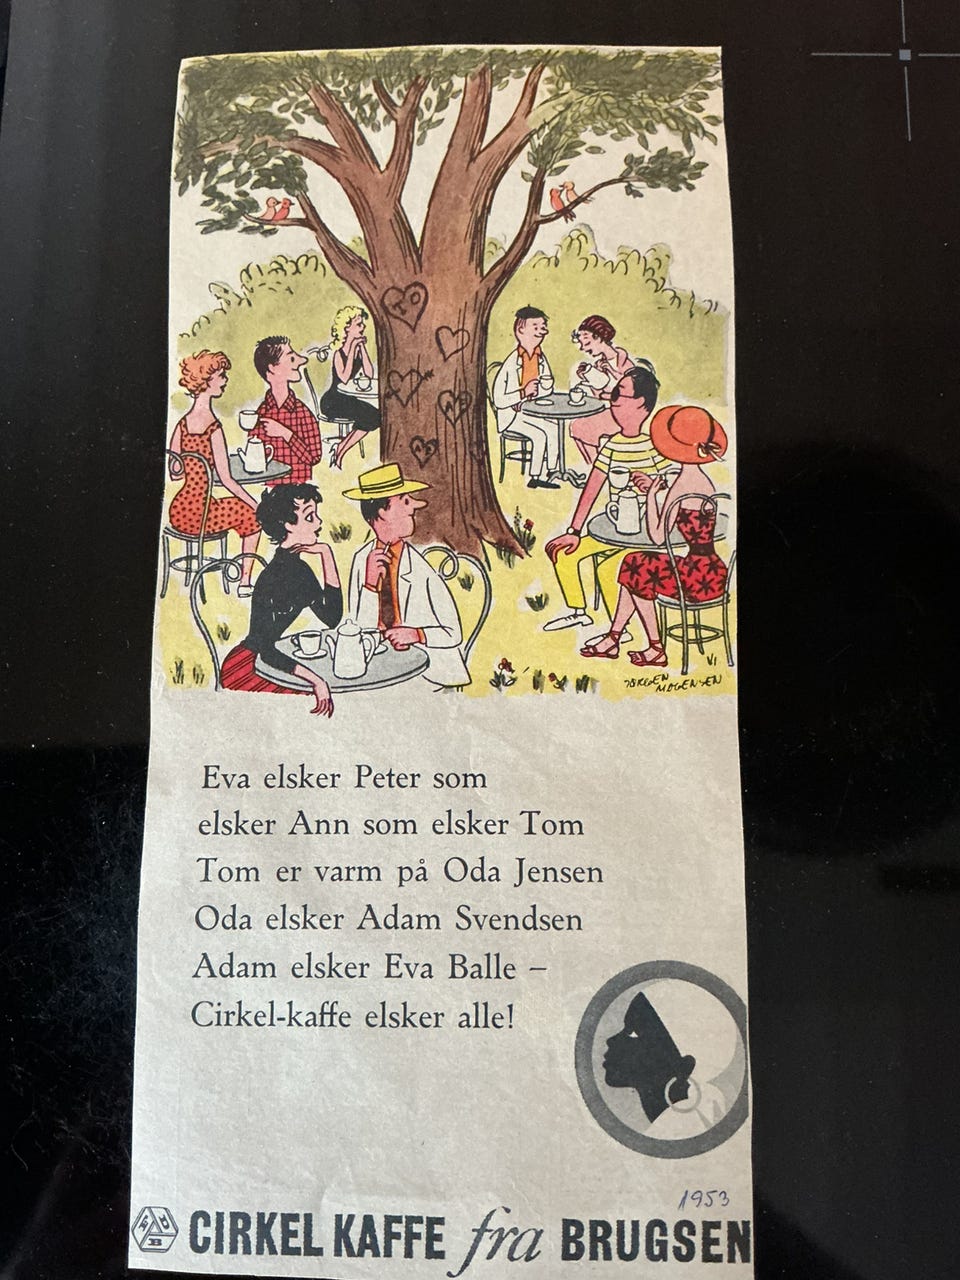 TO
JØRGEN
MOGENSEN
Eva elsker Peter som
elsker Ann som elsker Tom
Tom er varm på Oda Jensen
Oda elsker Adam Svendsen
Adam elsker Eva Balle –
Cirkel-kaffe elsker alle!
1953
CIRKEL KAFFE fra BRUGSEN